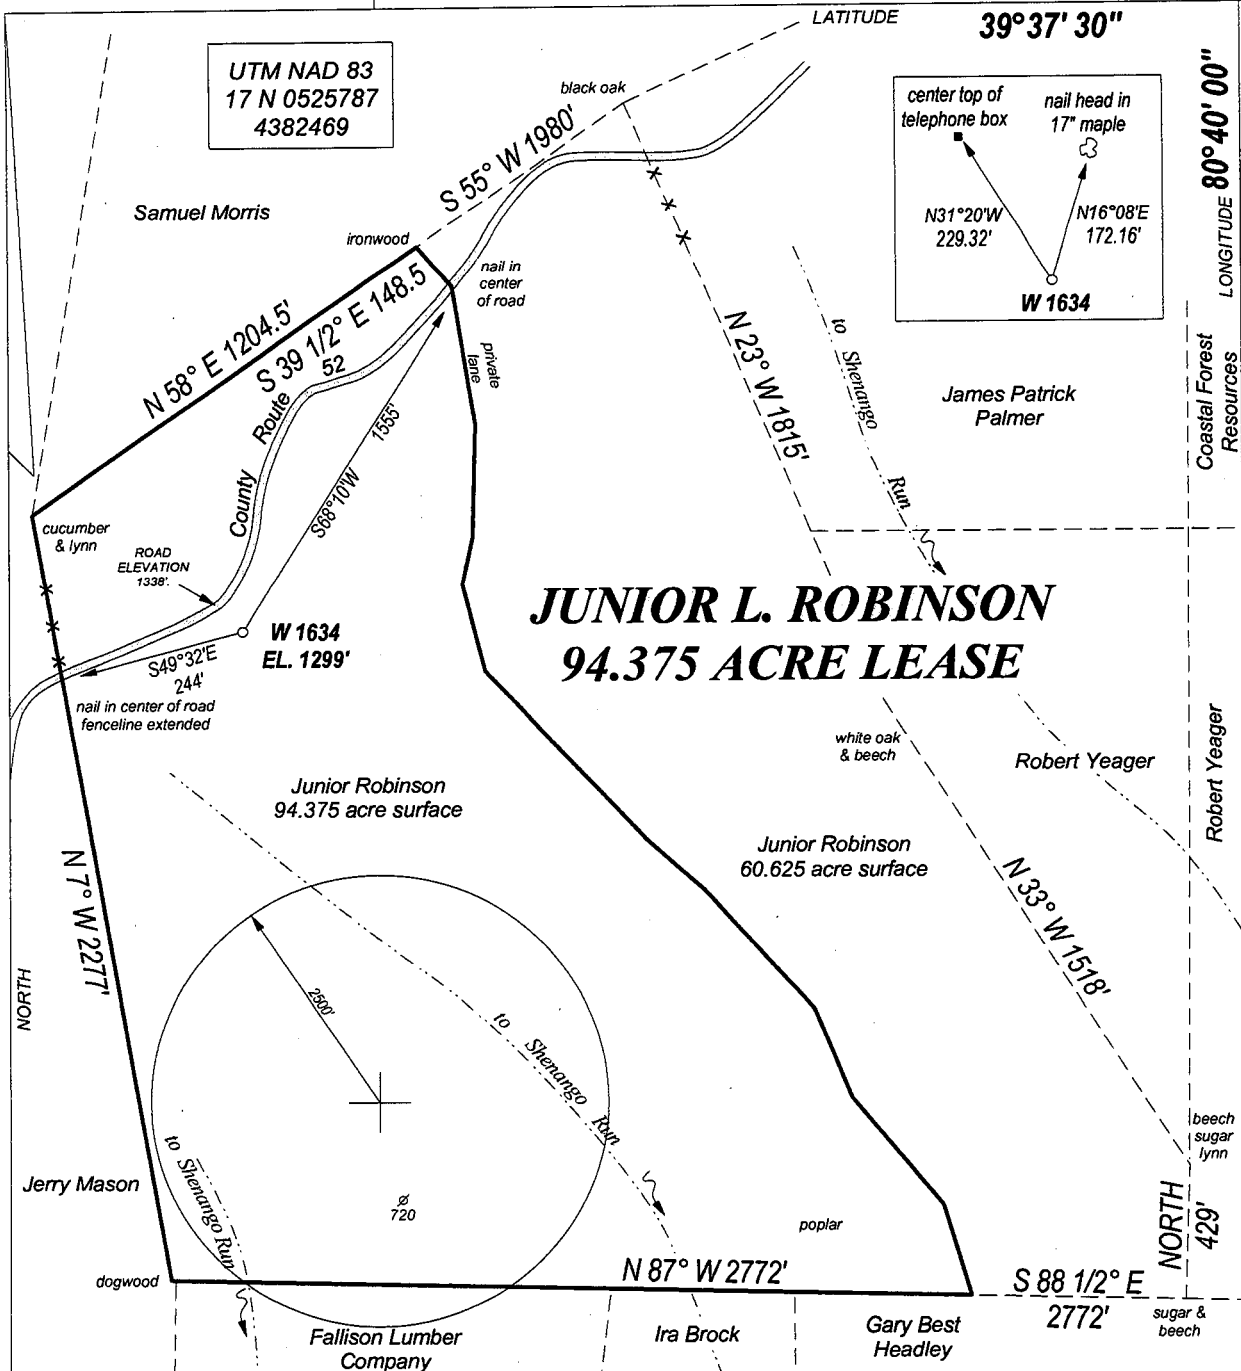 LATITUDE 39°37' 30"
LONGITUDE 80°40' 00"
UTM NAD 83
17 N 0525787
4382469
black oak
S 55° W 1980'
center top of
telephone box
nail head in
17" maple
N31°20'W
229.32'
N16°08'E
172.16'
W 1634
Samuel Morris
ironwood
nail in
center
of road
N 58° E 1204.5'
S 39 1/2° E 148.5
County Route 52
private
lane
S68°10'W 1555'
N 23° W 1815'
to Shenango Run
James Patrick
Palmer
Coastal Forest
Resources
cucumber
& lynn
ROAD
ELEVATION
1338'.
W 1634
EL. 1299'
S49°32'E
244'
nail in center of road
fenceline extended
JUNIOR L. ROBINSON
94.375 ACRE LEASE
white oak
& beech
Robert Yeager
Robert Yeager
Junior Robinson
94.375 acre surface
Junior Robinson
60.625 acre surface
N 7° W 2277'
N 33° W 1518'
NORTH
2500'
to Shenango Run
to Shenango Run
Jerry Mason
720
poplar
beech
sugar
lynn
NORTH
429'
dogwood
N 87° W 2772'
S 88 1/2° E
2772'
sugar &
beech
Fallison Lumber
Company
Ira Brock
Gary Best
Headley